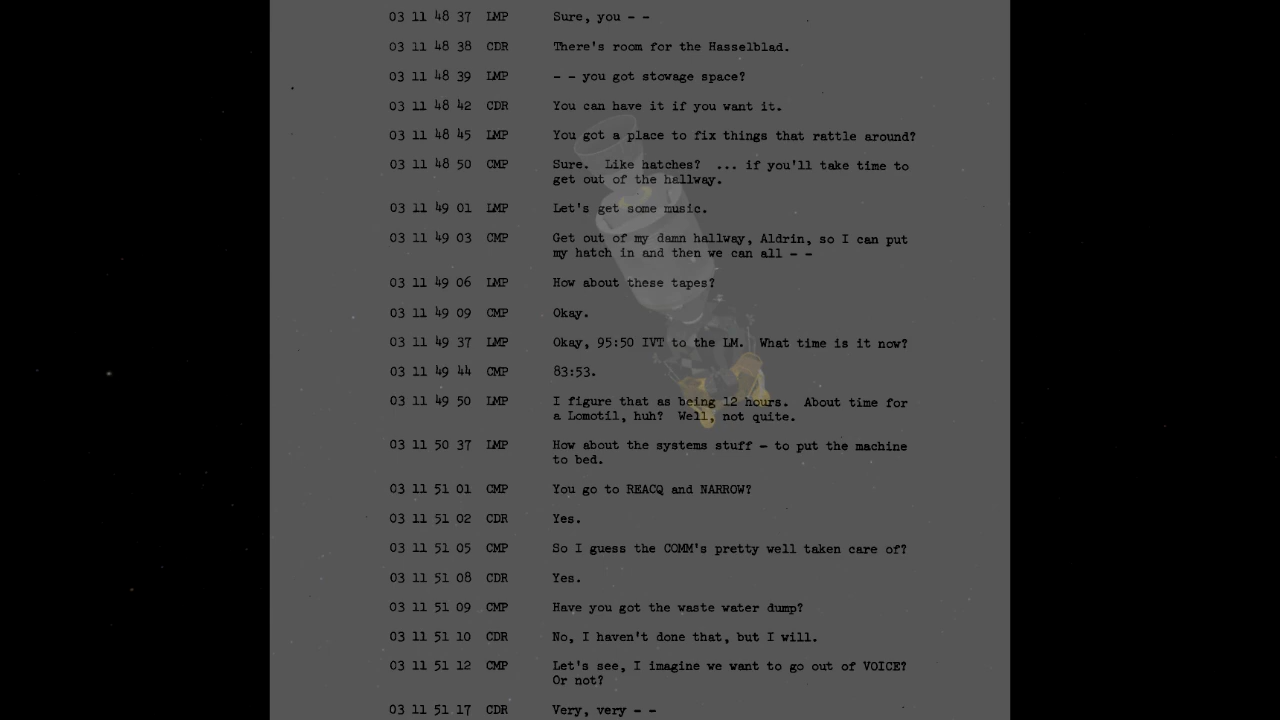 03 11 48 37 LMP Sure, you - -
03 11 48 38 CDR There's room for the Hasselblad.
03 11 48 39 LMP - - you got stowage space?
03 11 48 42 CDR You can have it if you want it.
03 11 48 45 LMP You got a place to fix things that rattle around?
03 11 48 50 CMP Sure. Like hatches? ... if you'll take time to
get out of the hallway.
03 11 49 01 LMP Let's get some music.
03 11 49 03 CMP Get out of my damn hallway, Aldrin, so I can put
my hatch in and then we can all - -
03 11 49 06 LMP How about these tapes?
03 11 49 09 CMP Okay.
03 11 49 37 LMP Okay, 95:50 IVT to the LM. What time is it now?
03 11 49 44 CMP 83:53.
03 11 49 50 LMP I figure that as being 12 hours. About time for
a Lomotil, huh? Well, not quite.
03 11 50 37 LMP How about the systems stuff - to put the machine
to bed.
03 11 51 01 CMP You go to REACQ and NARROW?
03 11 51 02 CDR Yes.
03 11 51 05 CMP So I guess the COMM's pretty well taken care of?
03 11 51 08 CDR Yes.
03 11 51 09 CMP Have you got the waste water dump?
03 11 51 10 CDR No, I haven't done that, but I will.
03 11 51 12 CMP Let's see, I imagine we want to go out of VOICE?
Or not?
03 11 51 17 CDR Very, very - -